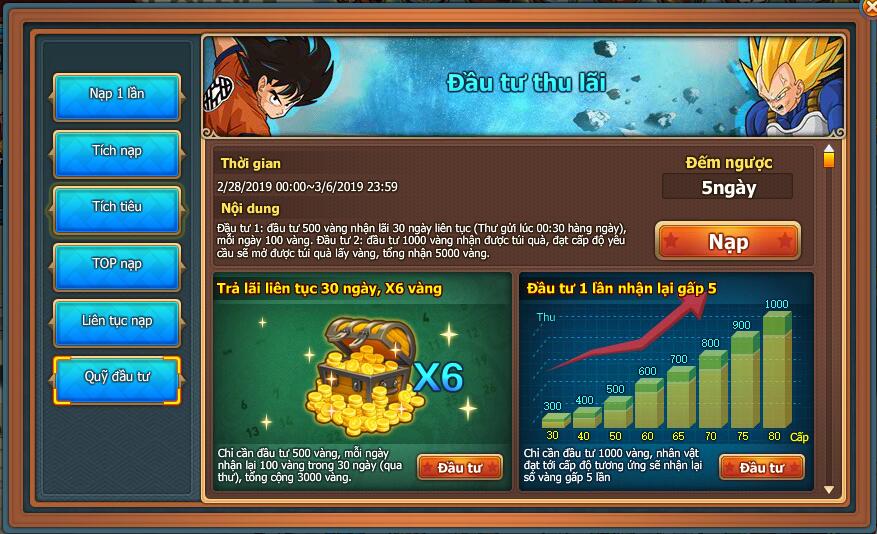 Đầu tư thu lãi
Nạp 1 lần
Tích nạp
Tích tiêu
TOP nạp
Liên tục nạp
Quỹ đầu tư
Thời gian
2/28/2019 00:00~3/6/2019 23:59
Đếm ngược
5ngày
Nội dung
Đầu tư 1: đầu tư 500 vàng nhận lãi 30 ngày liên tục (Thư gửi lúc 00:30 hàng ngày),
mỗi ngày 100 vàng. Đầu tư 2: đầu tư 1000 vàng nhận được túi quà, đạt cấp độ yêu
cầu sẽ mở được túi quà lấy vàng, tổng nhận 5000 vàng.
Nạp
Trả lãi liên tục 30 ngày, X6 vàng
X6
Chỉ cần đầu tư 500 vàng, mỗi ngày
nhận lại 100 vàng trong 30 ngày (qua
thư), tổng cộng 3000 vàng.
Đầu tư
Đầu tư 1 lần nhận lại gấp 5
Thu
300 400 500 600 700 800 900 1000
30 40 50 60 65 70 75 80 Cấp
Chỉ cần đầu tư 1000 vàng, nhân vật
đạt tới cấp độ tương ứng sẽ nhận lại
số vàng gấp 5 lần
Đầu tư